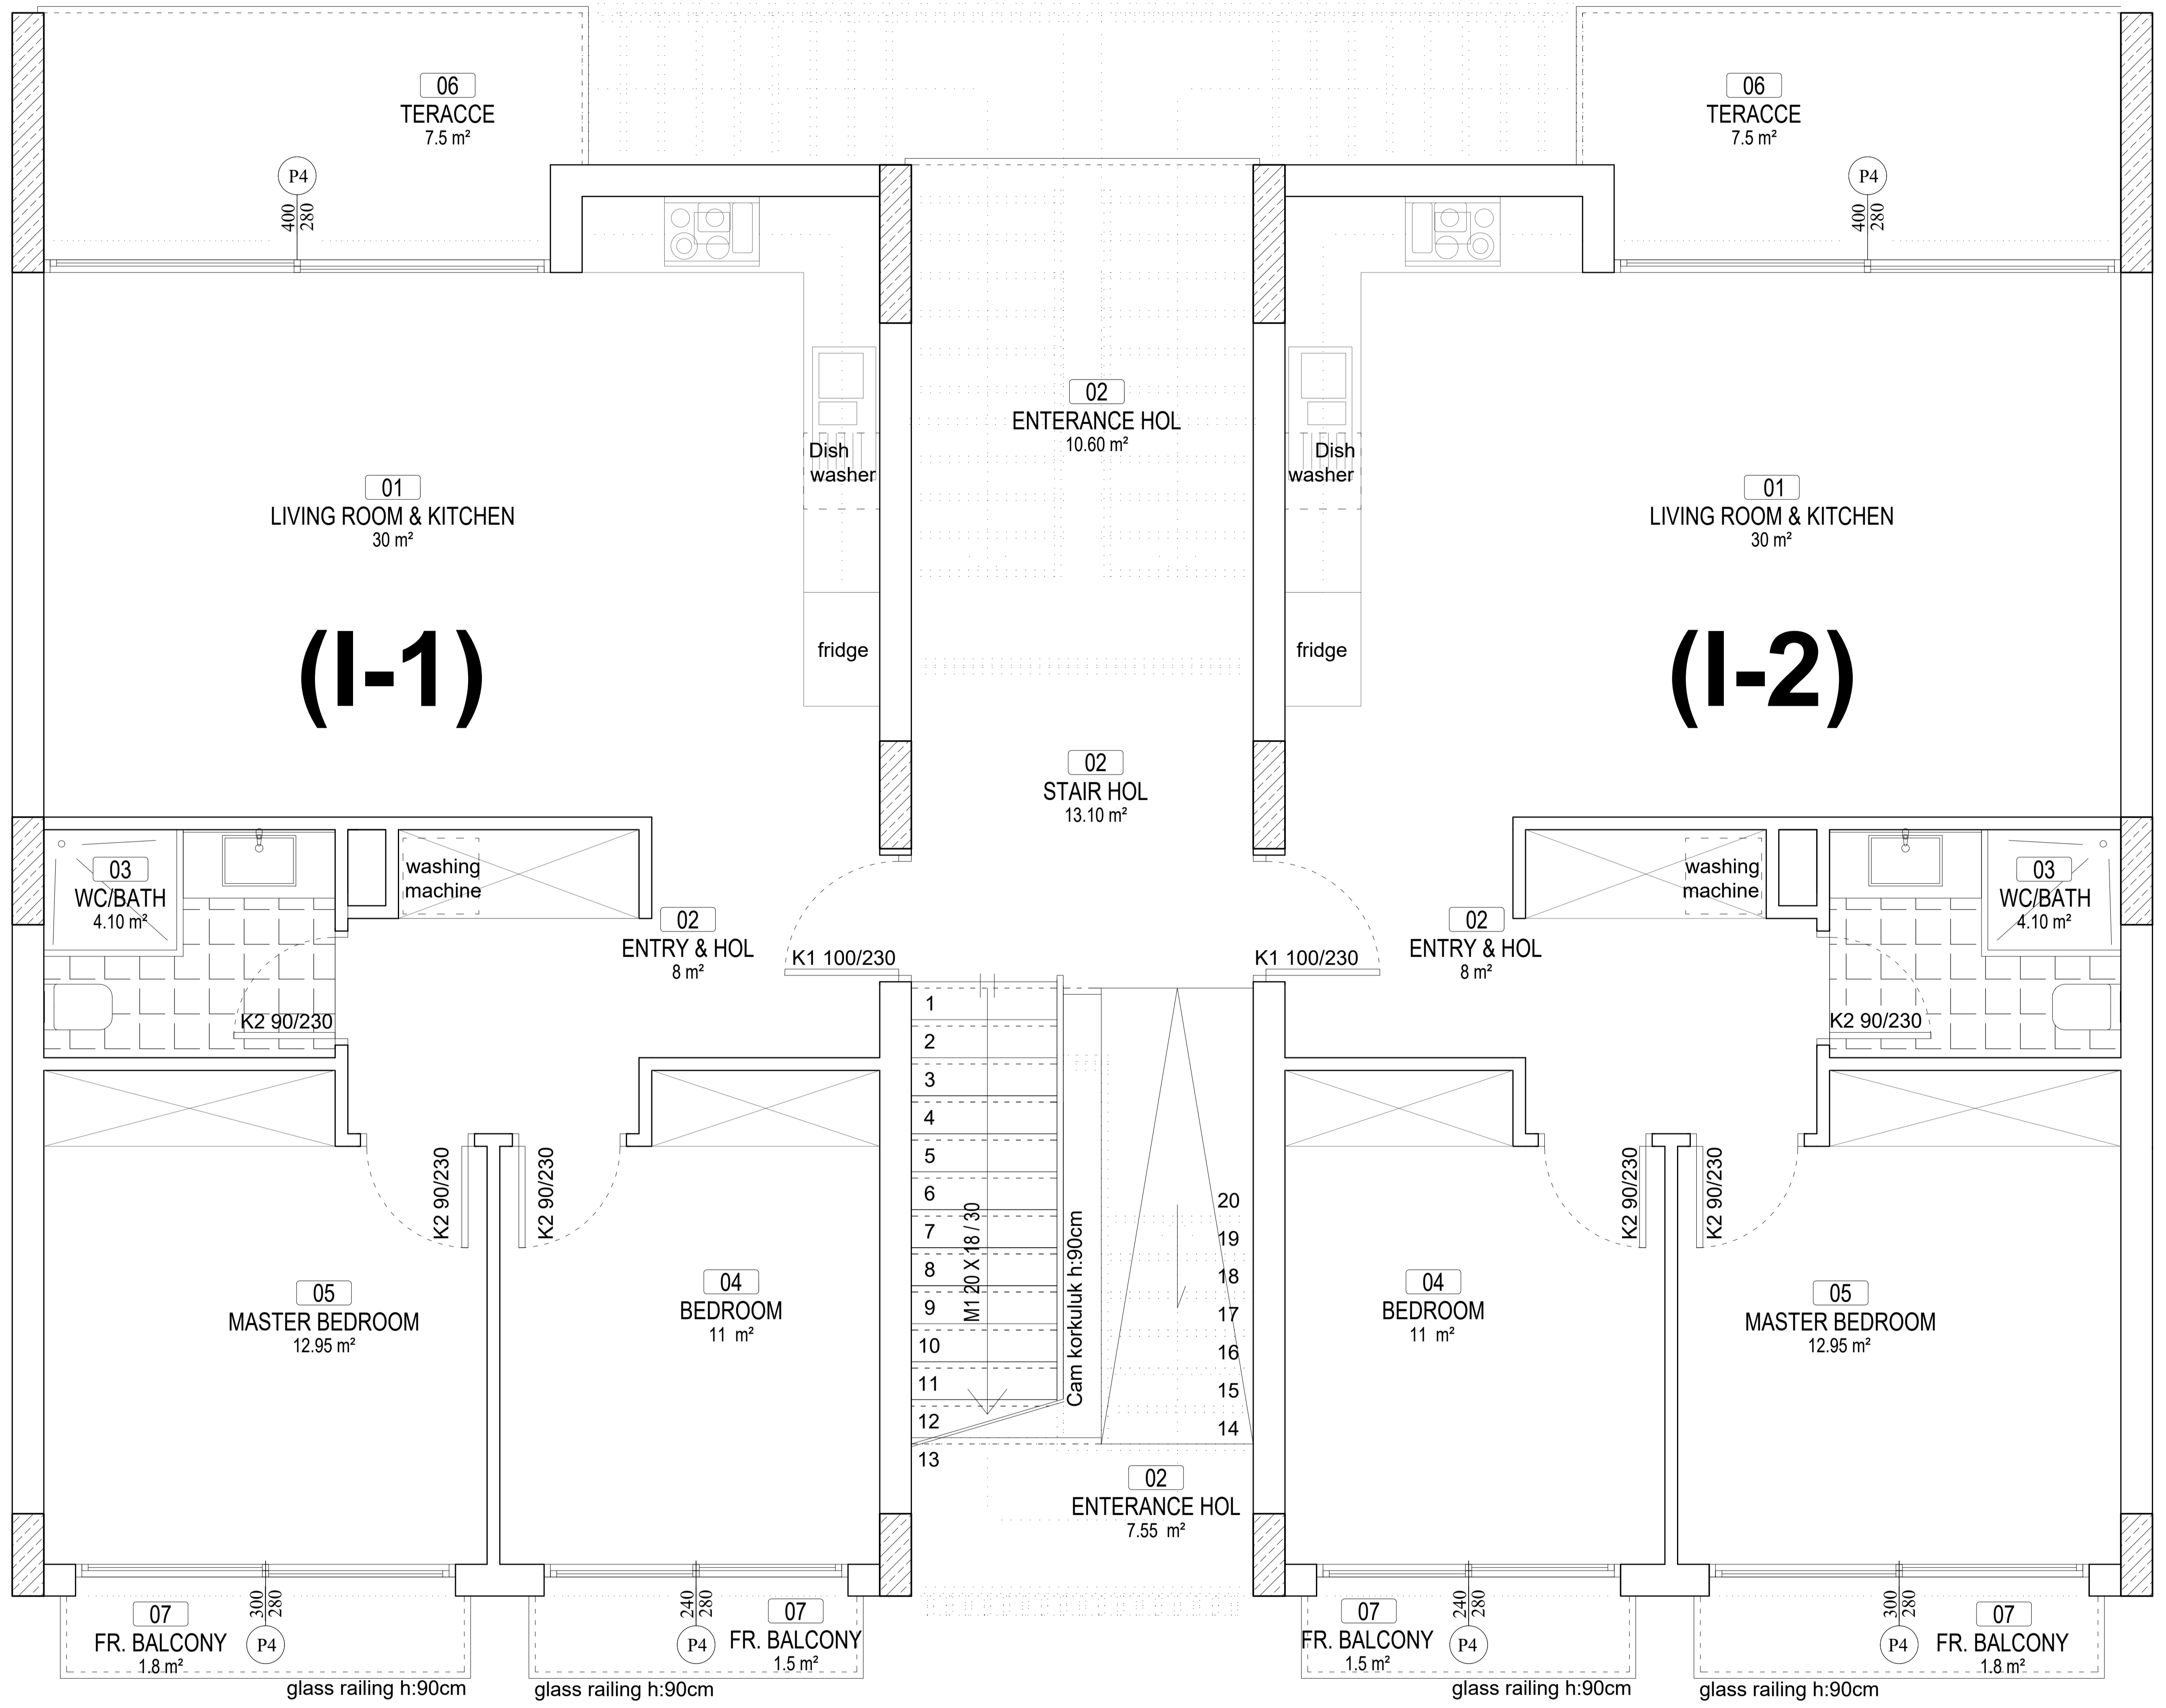 06
TERACCE
7.5 m²
P4
400
280
06
TERACCE
7.5 m²
P4
400
280
02
ENTERANCE HOL
10.60 m²
Dish
washer
Dish
washer
01
LIVING ROOM & KITCHEN
30 m²
01
LIVING ROOM & KITCHEN
30 m²
(I-1)
fridge
fridge
(I-2)
02
STAIR HOL
13.10 m²
03
WC/BATH
4.10 m²
washing
machine
washing
machine
03
WC/BATH
4.10 m²
02
ENTRY & HOL
8 m²
K1 100/230
K1 100/230
02
ENTRY & HOL
8 m²
K2 90/230
K2 90/230
1
2
3
4
5
6
7
8
9
10
11
12
13
M1 20 X 18 / 30
Cam korkuluk h:90cm
20
19
18
17
16
15
14
K2 90/230
K2 90/230
K2 90/230
K2 90/230
05
MASTER BEDROOM
12.95 m²
04
BEDROOM
11 m²
04
BEDROOM
11 m²
05
MASTER BEDROOM
12.95 m²
02
ENTERANCE HOL
7.55 m²
07
FR. BALCONY
1.8 m²
300
280
P4
240
280
P4
07
FR. BALCONY
1.5 m²
07
FR. BALCONY
1.5 m²
240
280
P4
300
280
P4
07
FR. BALCONY
1.8 m²
glass railing h:90cm
glass railing h:90cm
glass railing h:90cm
glass railing h:90cm